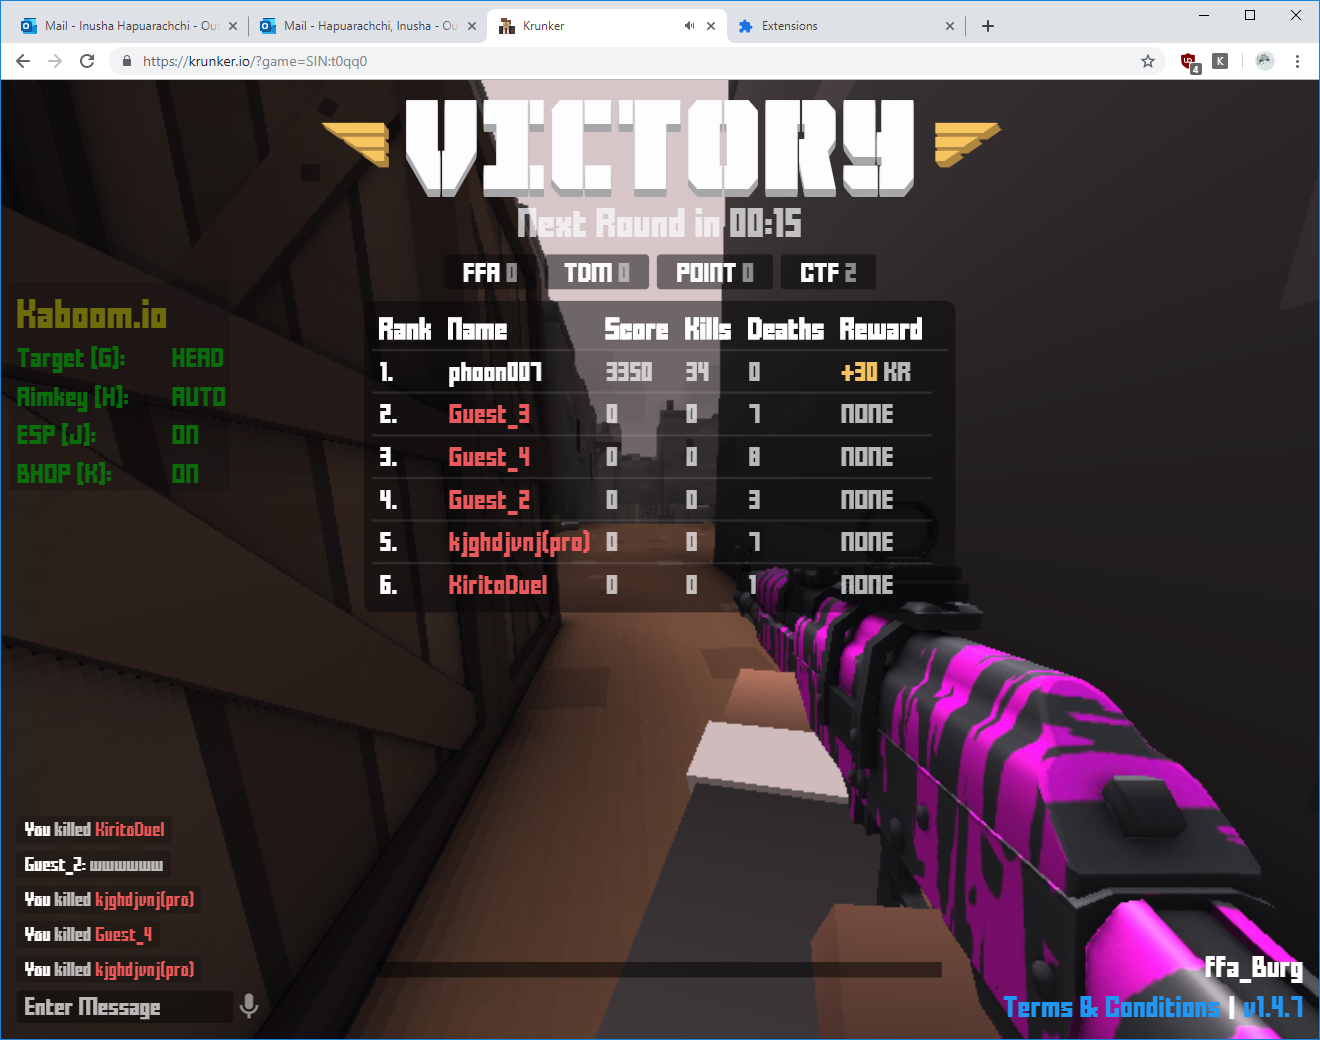 Mail - Inusha Hapuarachchi - Out
Mail - Hapuarachchi, Inusha - Ou
Krunker
Extensions
https://krunker.io/?game=SIN:t0qq0
4
K
VICTORY
Next Round in 00:15
FFA 0 TDM 0 POINT 0 CTF 2
Kaboom.io
Target [G]: HEAD
Aimkey [H]: AUTO
ESP [J]: ON
BHOP [K]: ON
Rank Name Score Kills Deaths Reward
1. phoon007 3350 34 0 +30 KR
2. Guest_3 0 0 7 NONE
3. Guest_4 0 0 8 NONE
4. Guest_2 0 0 3 NONE
5. kjghdjvnj(pro) 0 0 7 NONE
6. KiritoDuel 0 0 1 NONE
You killed KiritoDuel
Guest_2: wwwwww
You killed kjghdjvnj(pro)
You killed Guest_4
You killed kjghdjvnj(pro)
Enter Message
ffa_Burg
Terms & Conditions | v1.4.7